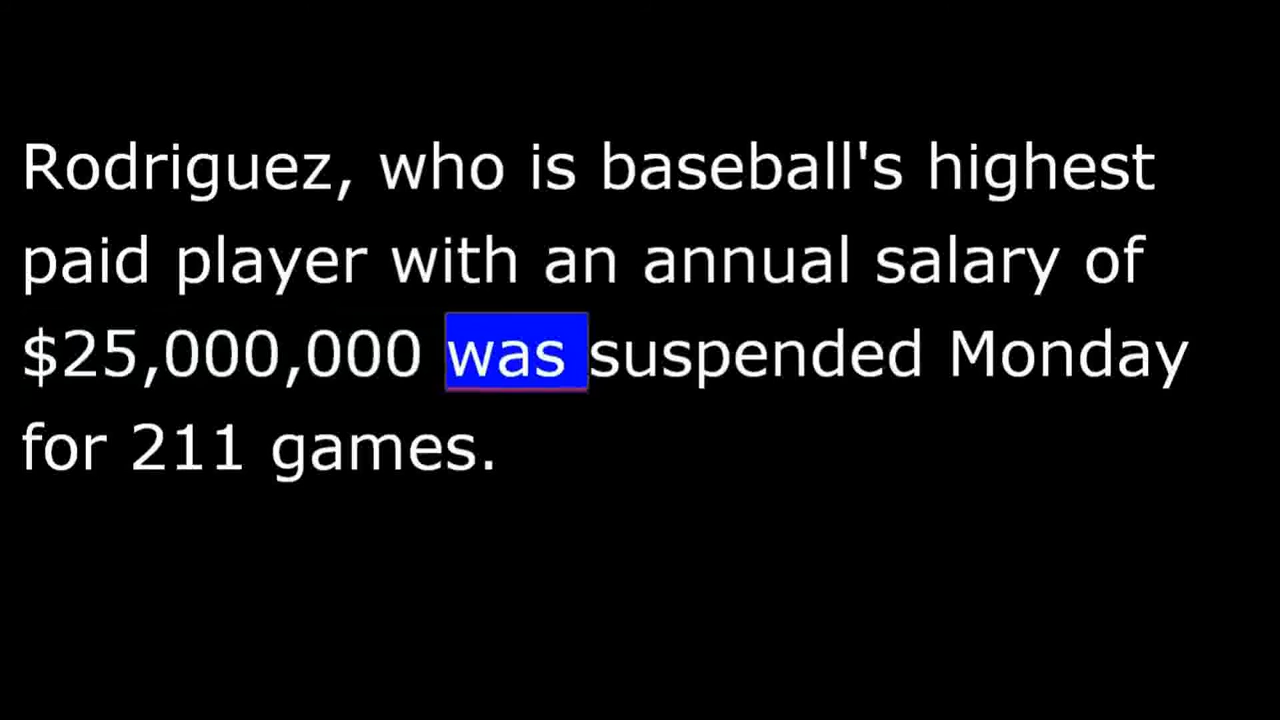 Rodriguez, who is baseball's highest
paid player with an annual salary of
$25,000,000 was suspended Monday
for 211 games.